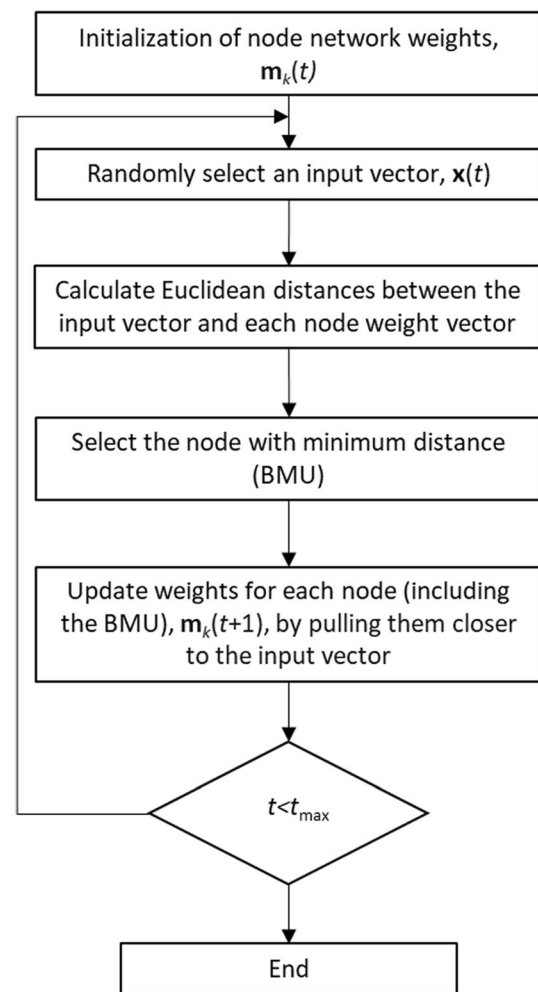 Initialization of node network weights,
m_k(t)
Randomly select an input vector, x(t)
Calculate Euclidean distances between the
input vector and each node weight vector
Select the node with minimum distance
(BMU)
Update weights for each node (including
the BMU), m_k(t+1), by pulling them closer
to the input vector
t<t_max
End